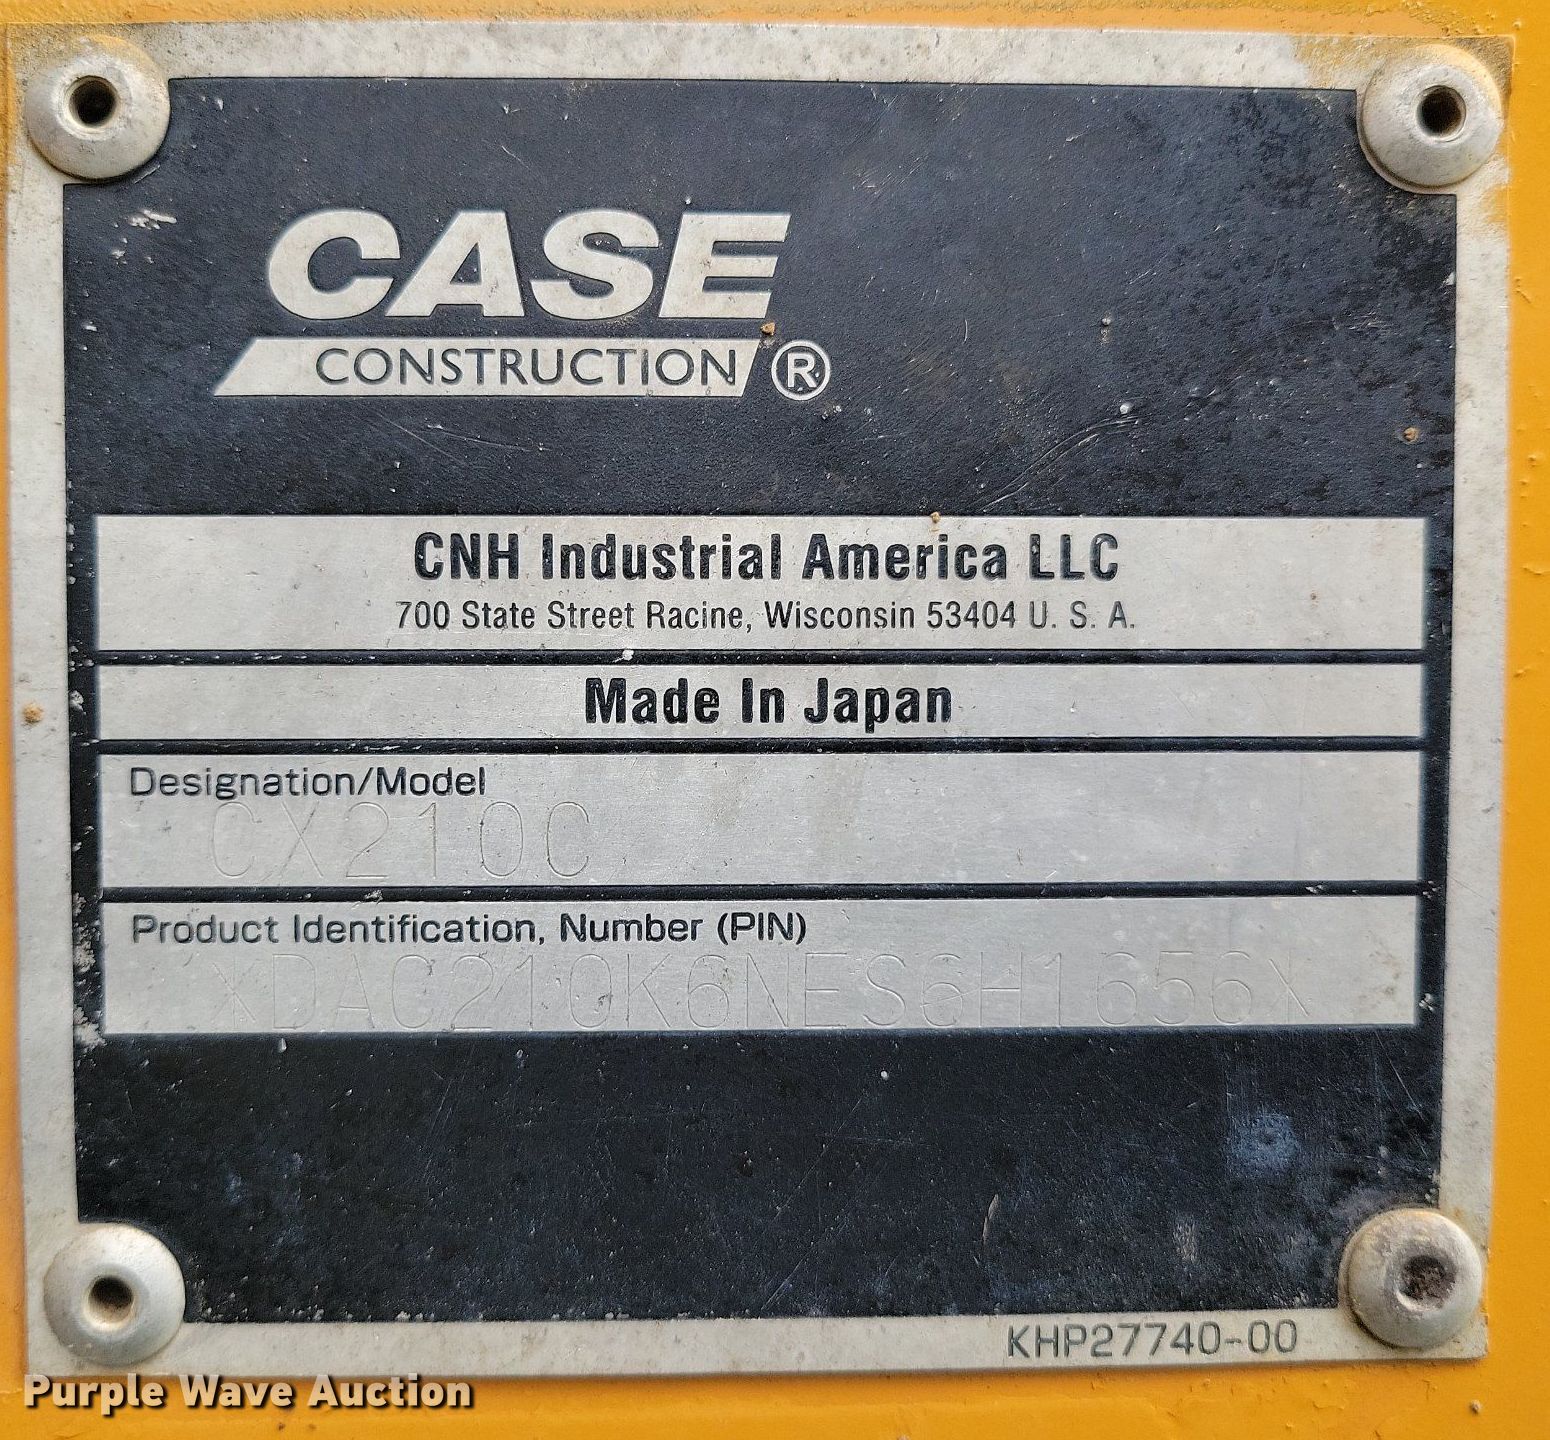 CASE
CONSTRUCTION ®
CNH Industrial America LLC
700 State Street Racine, Wisconsin 53404 U. S. A.
Made In Japan
Designation/Model
CX210C
Product Identification, Number (PIN)
XDAC210K6NES6H1656X
KHP27740-00
Purple Wave Auction